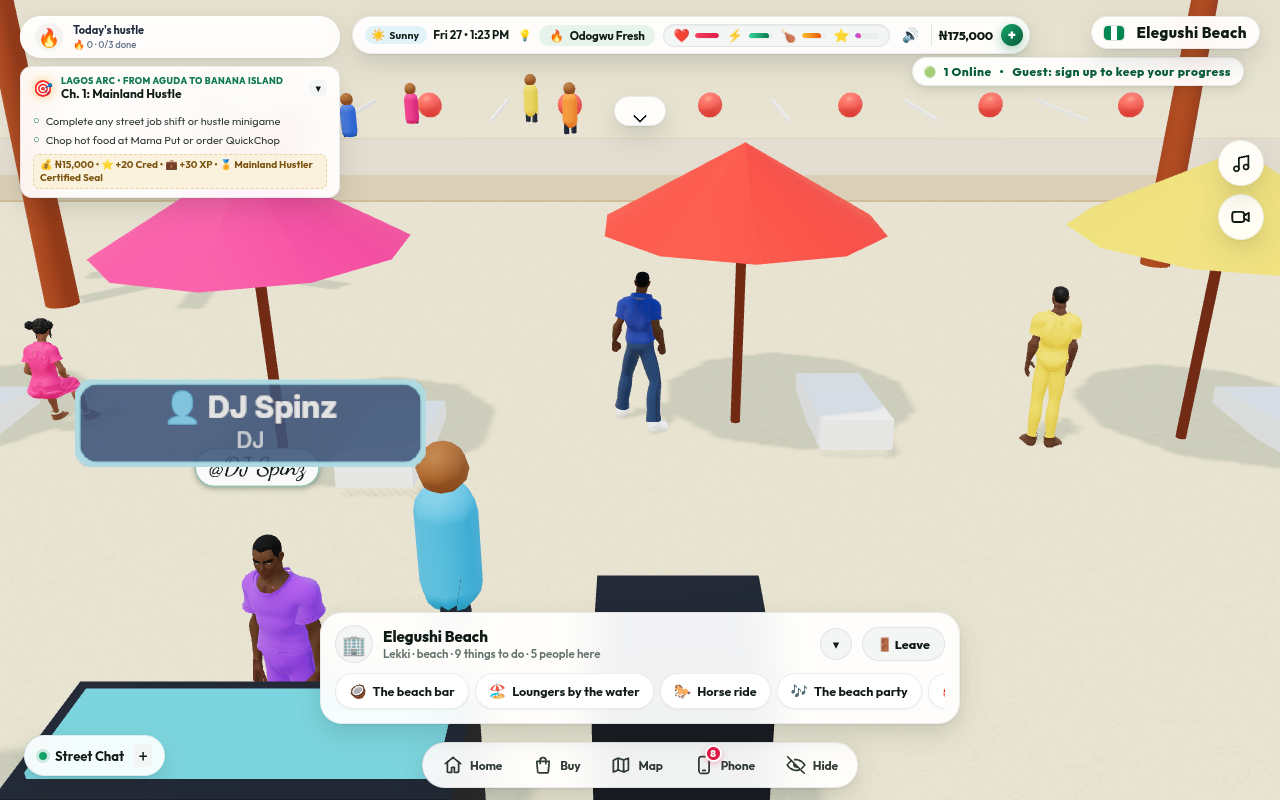 Today's hustle
🔥 0 · 0/3 done
☀️ Sunny
Fri 27 • 1:23 PM
🔥 Odogwu Fresh
₦175,000
+
Elegushi Beach
1 Online • Guest: sign up to keep your progress
LAGOS ARC • FROM AGUDA TO BANANA ISLAND
Ch. 1: Mainland Hustle
Complete any street job shift or hustle minigame
Chop hot food at Mama Put or order QuickChop
💰 ₦15,000 • ⭐ +20 Cred • 💼 +30 XP • 🏅 Mainland Hustler
Certified Seal
👤 DJ Spinz
DJ
@DJ Spinz
Elegushi Beach
Lekki · beach · 9 things to do · 5 people here
🚪 Leave
🥥 The beach bar
🏖️ Loungers by the water
🐎 Horse ride
🎶 The beach party
Street Chat +
Home
Buy
Map
8
Phone
Hide